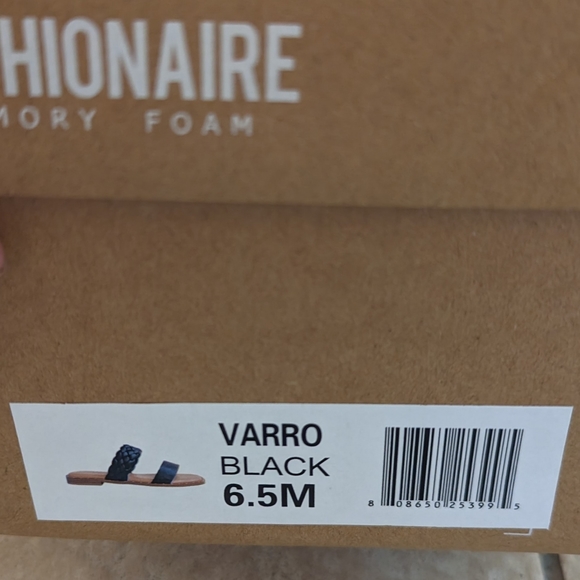 HIONAIRE
MORY FOAM
VARRO
BLACK
6.5M
8 08650 25399 5